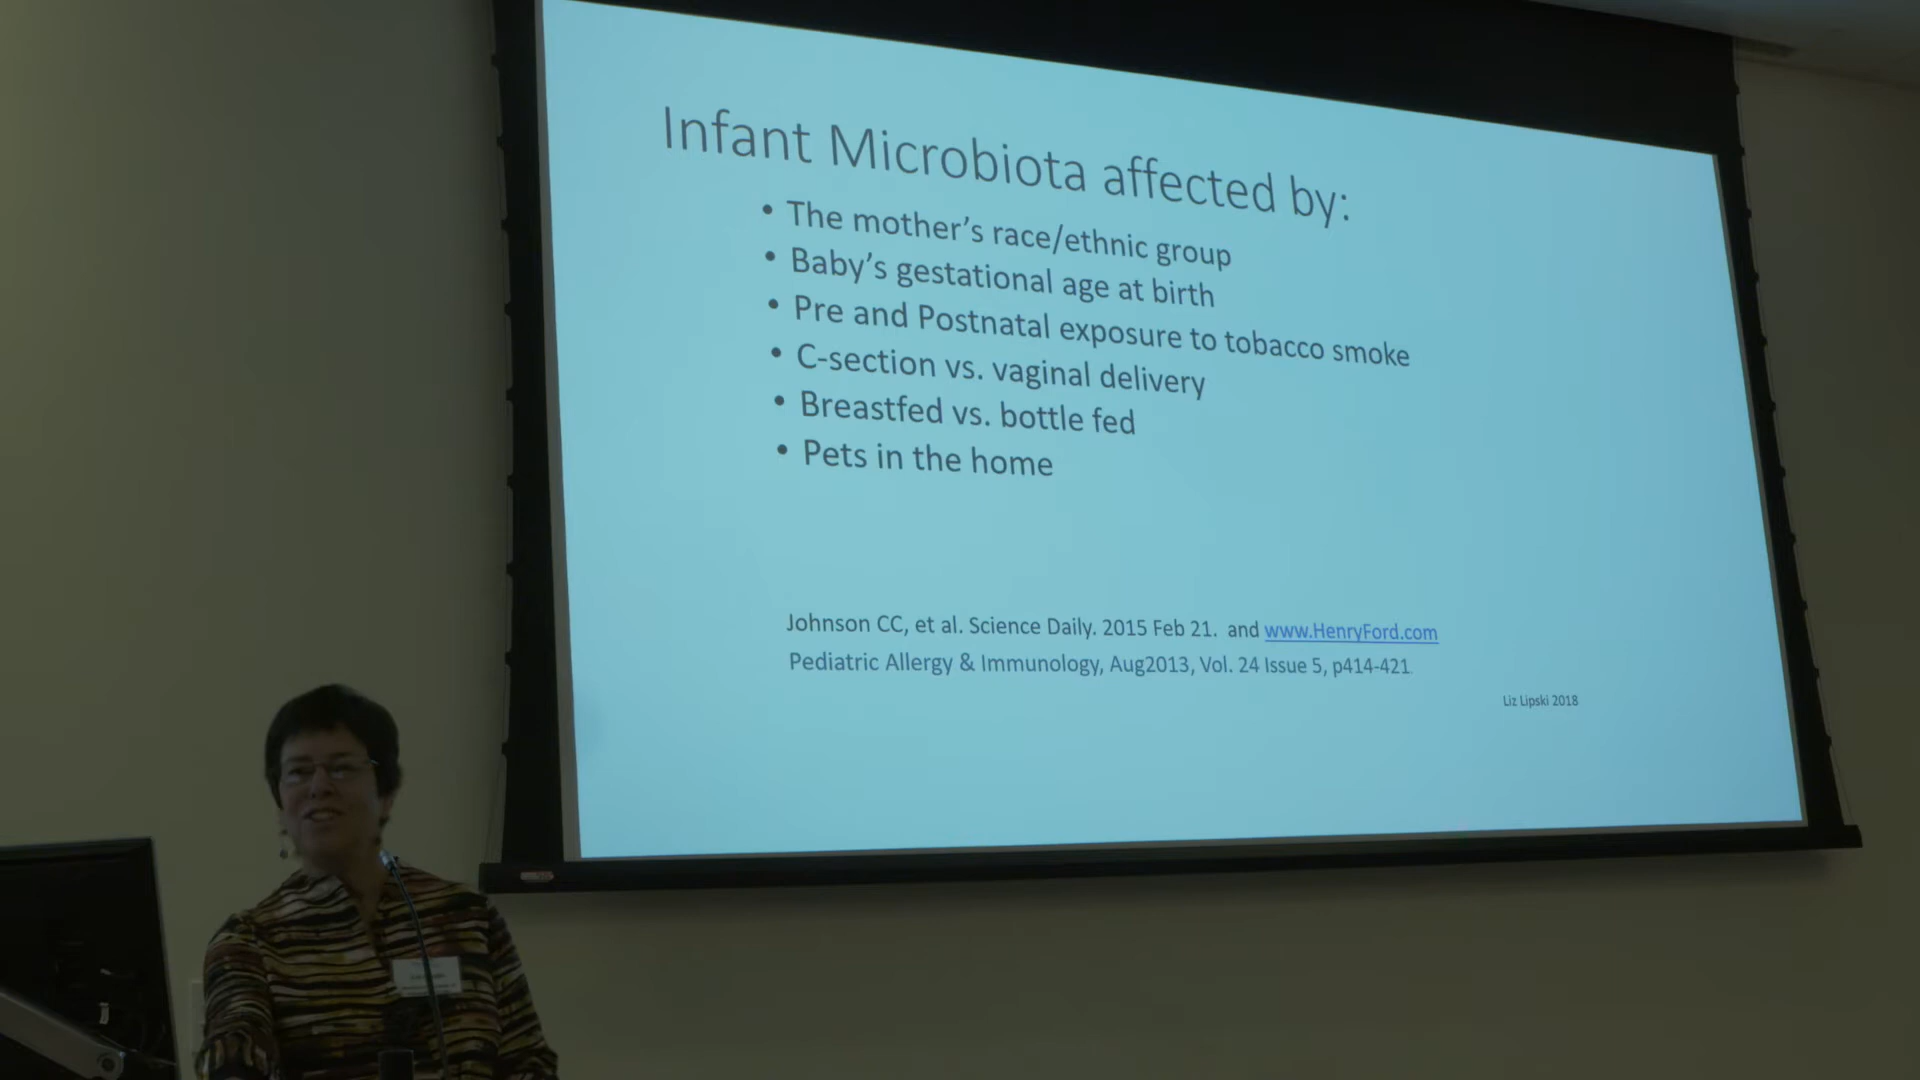 Infant Microbiota affected by:
• The mother's race/ethnic group
• Baby's gestational age at birth
• Pre and Postnatal exposure to tobacco smoke
• C-section vs. vaginal delivery
• Breastfed vs. bottle fed
• Pets in the home
Johnson CC, et al. Science Daily. 2015 Feb 21. and www.HenryFord.com
Pediatric Allergy & Immunology, Aug2013, Vol. 24 Issue 5, p414-421
Liz Lipski 2018